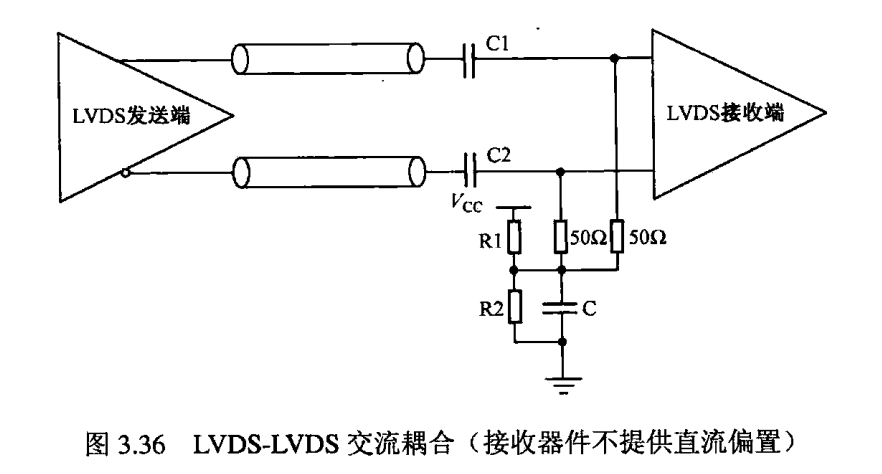 C1
LVDS发送端
LVDS接收端
C2
V_CC
R1
50Ω
50Ω
R2
C
图 3.36 LVDS-LVDS 交流耦合（接收器件不提供直流偏置）